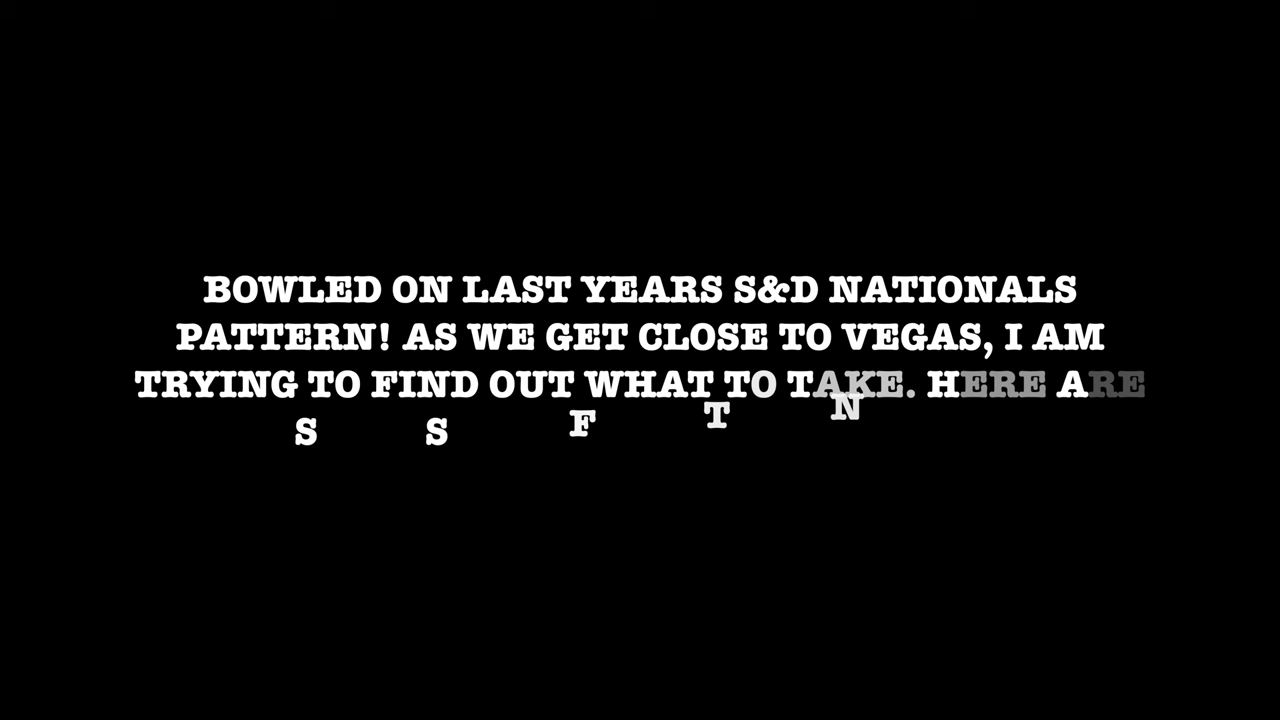 BOWLED ON LAST YEARS S&D NATIONALS
PATTERN! AS WE GET CLOSE TO VEGAS, I AM
TRYING TO FIND OUT WHAT TO TAKE. HERE ARE
S S F T N